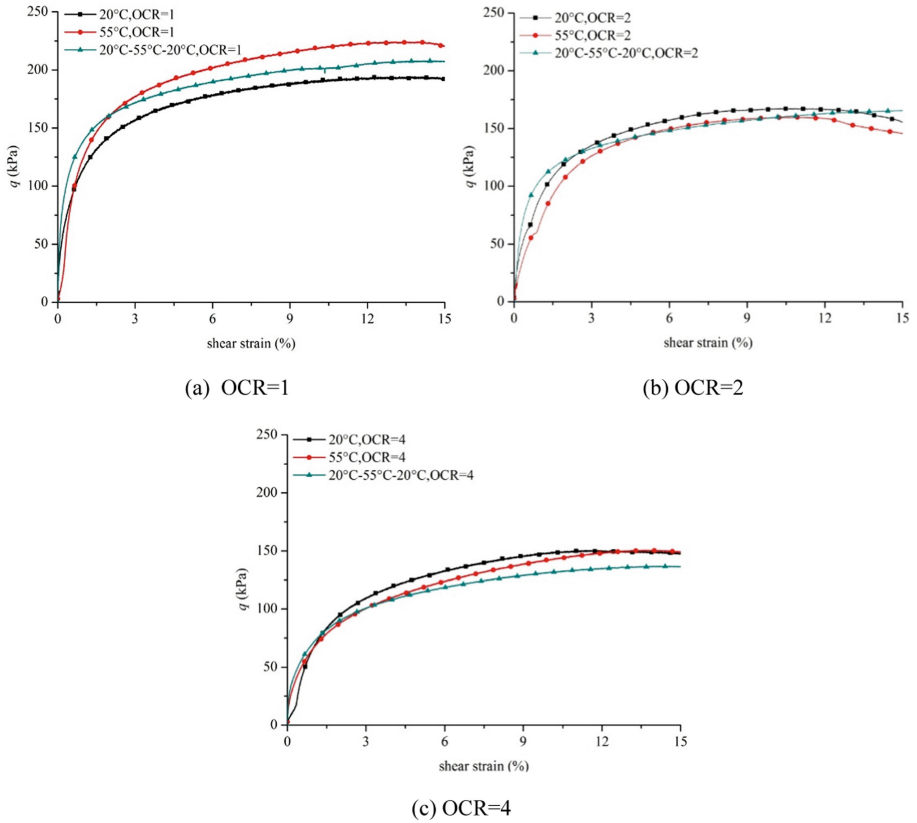 250
20°C,OCR=1
55°C,OCR=1
20°C-55°C-20°C,OCR=1
200
150
100
50
0
q (kPa)
0 3 6 9 12 15
shear strain (%)
(a) OCR=1
250
20°C,OCR=2
55°C,OCR=2
20°C-55°C-20°C,OCR=2
200
150
100
50
0
q (kPa)
0 3 6 9 12 15
shear strain (%)
(b) OCR=2
250
20°C,OCR=4
55°C,OCR=4
20°C-55°C-20°C,OCR=4
200
150
100
50
0
q (kPa)
0 3 6 9 12 15
shear strain (%)
(c) OCR=4